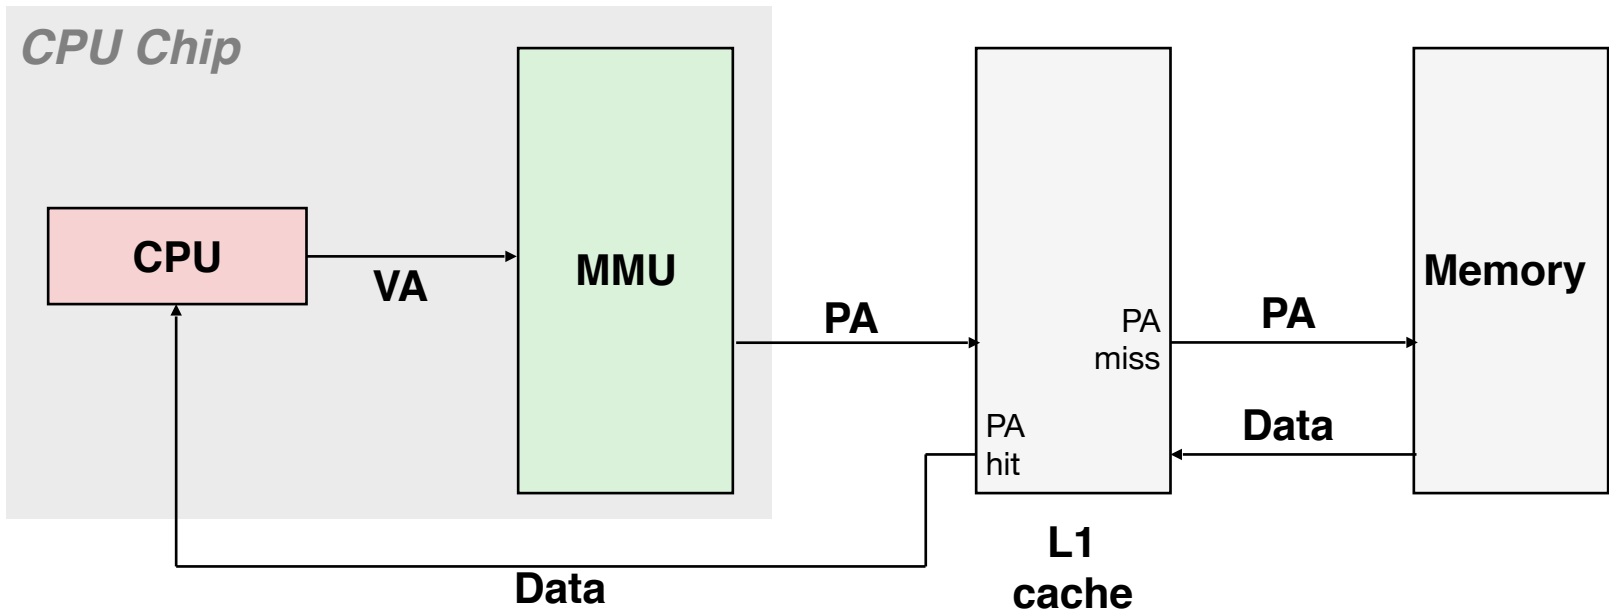 CPU Chip
CPU
VA
MMU
PA
PA
miss
PA
hit
PA
Memory
Data
Data
L1
cache